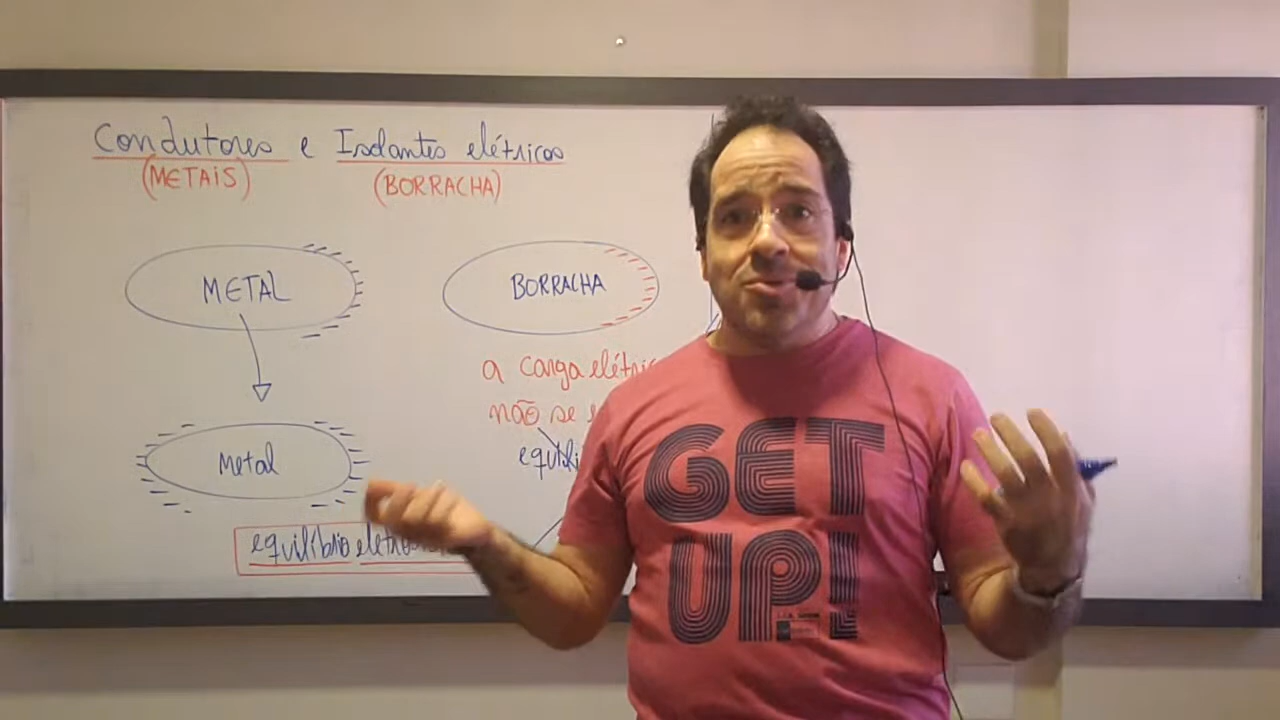 Condutores e Isolantes elétricos
(METAIS) (BORRACHA)
METAL
BORRACHA
a carga elétric
não se
Metal
equilíbrio
GET
UP!